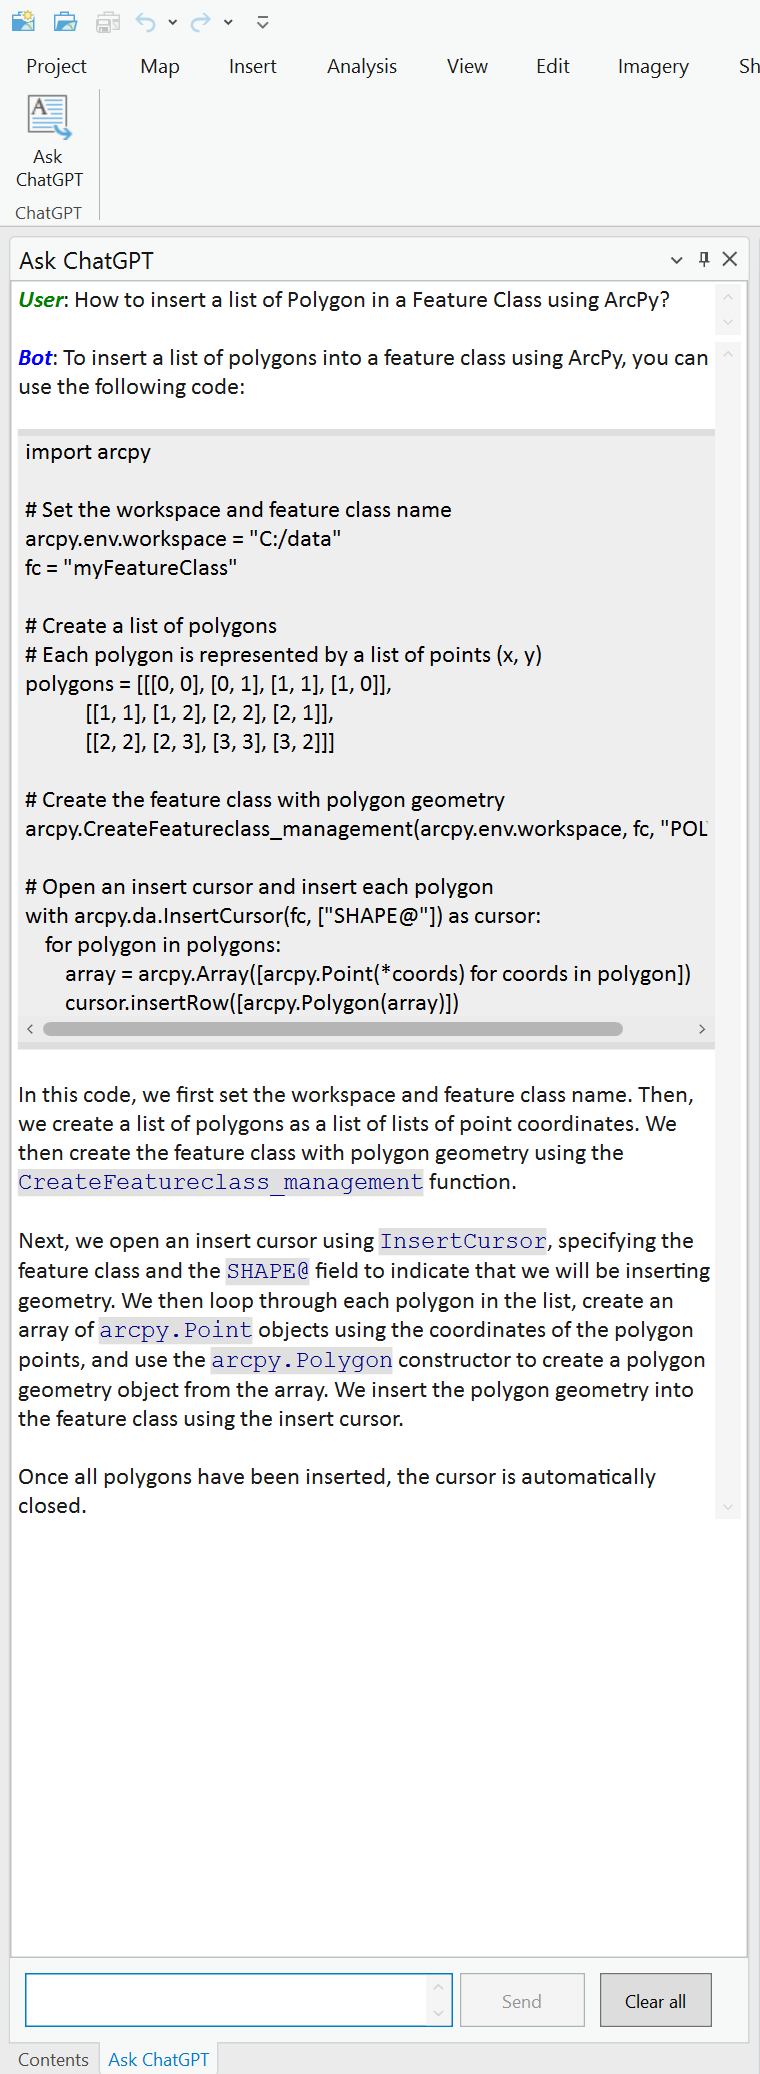 Project Map Insert Analysis View Edit Imagery Sh
Ask
ChatGPT
ChatGPT
Ask ChatGPT
User: How to insert a list of Polygon in a Feature Class using ArcPy?
Bot: To insert a list of polygons into a feature class using ArcPy, you can
use the following code:
import arcpy
# Set the workspace and feature class name
arcpy.env.workspace = "C:/data"
fc = "myFeatureClass"
# Create a list of polygons
# Each polygon is represented by a list of points (x, y)
polygons = [[[0, 0], [0, 1], [1, 1], [1, 0]],
[[1, 1], [1, 2], [2, 2], [2, 1]],
[[2, 2], [2, 3], [3, 3], [3, 2]]]
# Create the feature class with polygon geometry
arcpy.CreateFeatureclass_management(arcpy.env.workspace, fc, "POL
# Open an insert cursor and insert each polygon
with arcpy.da.InsertCursor(fc, ["SHAPE@"]) as cursor:
for polygon in polygons:
array = arcpy.Array([arcpy.Point(*coords) for coords in polygon])
cursor.insertRow([arcpy.Polygon(array)])
In this code, we first set the workspace and feature class name. Then,
we create a list of polygons as a list of lists of point coordinates. We
then create the feature class with polygon geometry using the
CreateFeatureclass_management function.
Next, we open an insert cursor using InsertCursor, specifying the
feature class and the SHAPE@ field to indicate that we will be inserting
geometry. We then loop through each polygon in the list, create an
array of arcpy.Point objects using the coordinates of the polygon
points, and use the arcpy.Polygon constructor to create a polygon
geometry object from the array. We insert the polygon geometry into
the feature class using the insert cursor.
Once all polygons have been inserted, the cursor is automatically
closed.
Send Clear all
Contents Ask ChatGPT